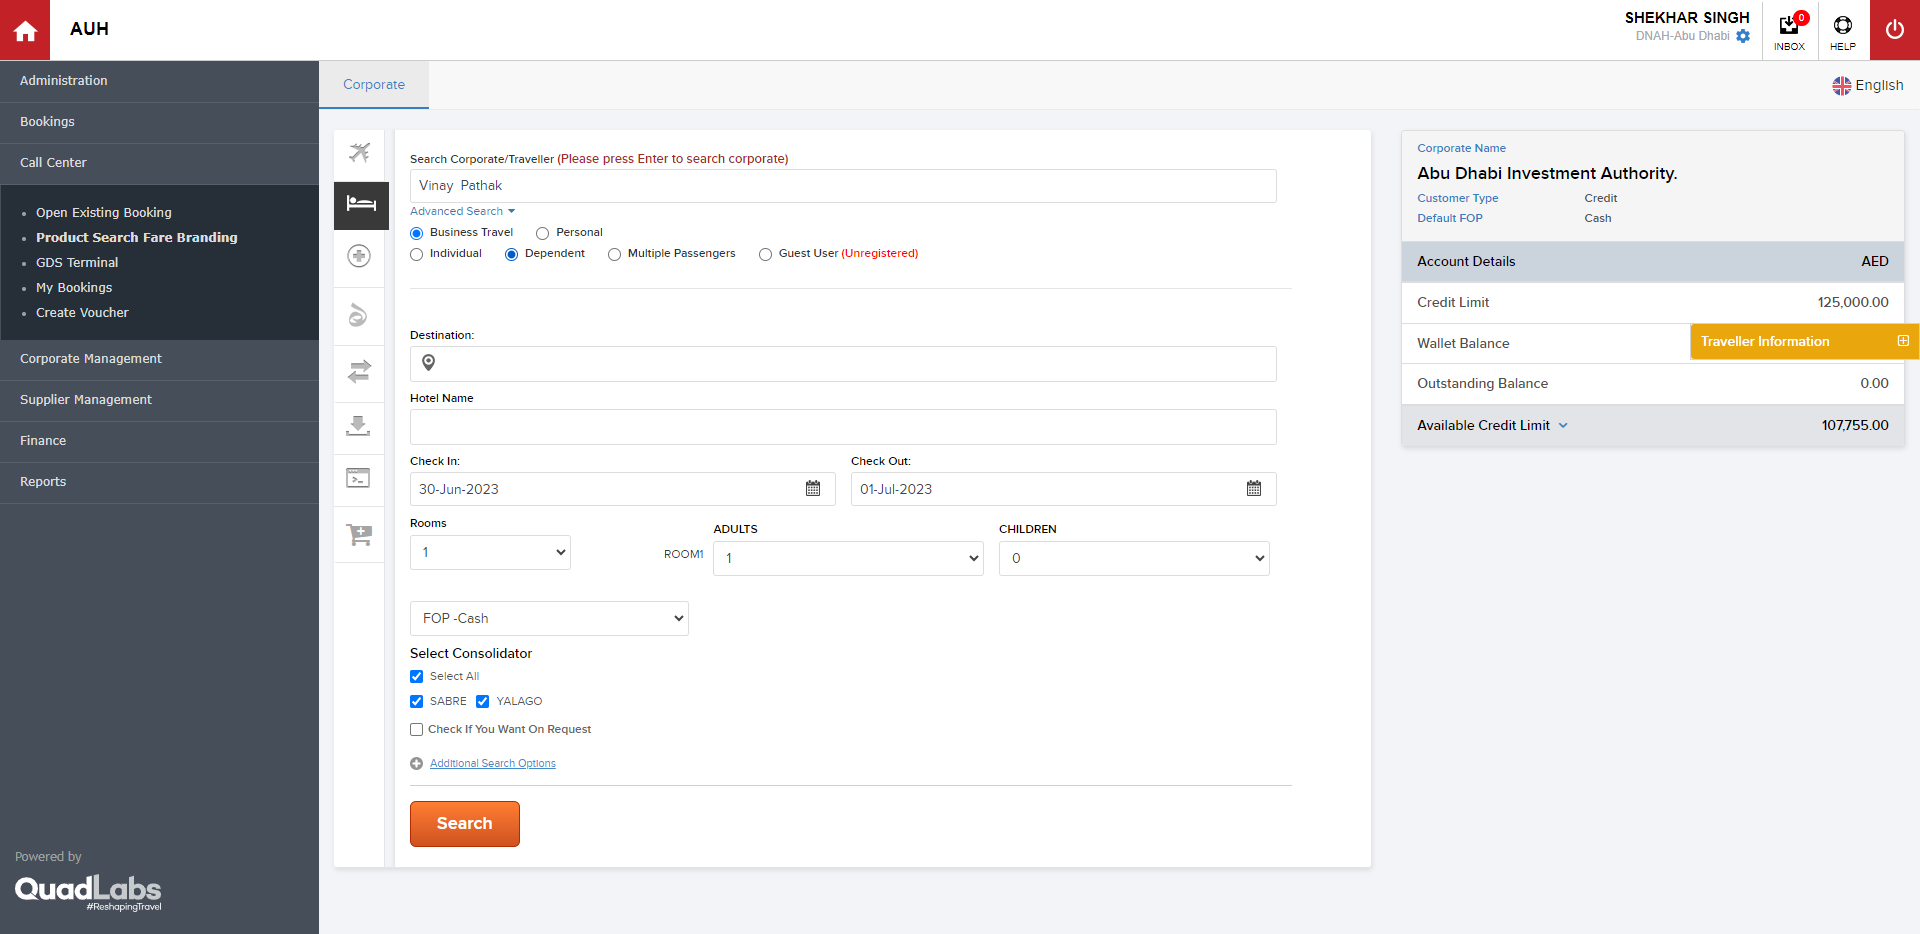 AUH
SHEKHAR SINGH
DNAH-Abu Dhabi
0
INBOX
HELP
Administration
Bookings
Call Center
Open Existing Booking
Product Search Fare Branding
GDS Terminal
My Bookings
Create Voucher
Corporate Management
Supplier Management
Finance
Reports
Powered by
QuadLabs
#ReshapingTravel
Corporate
English
Search Corporate/Traveller (Please press Enter to search corporate)
Vinay  Pathak
Advanced Search
Business Travel Personal
Individual Dependent Multiple Passengers Guest User (Unregistered)
Destination:
Hotel Name
Check In: Check Out:
30-Jun-2023 01-Jul-2023
Rooms ADULTS CHILDREN
1 ROOM1 1 0
FOP -Cash
Select Consolidator
Select All
SABRE YALAGO
Check If You Want On Request
Additional Search Options
Search
Corporate Name
Abu Dhabi Investment Authority.
Customer Type Credit
Default FOP Cash
Account Details AED
Credit Limit 125,000.00
Wallet Balance
Traveller Information
Outstanding Balance 0.00
Available Credit Limit 107,755.00